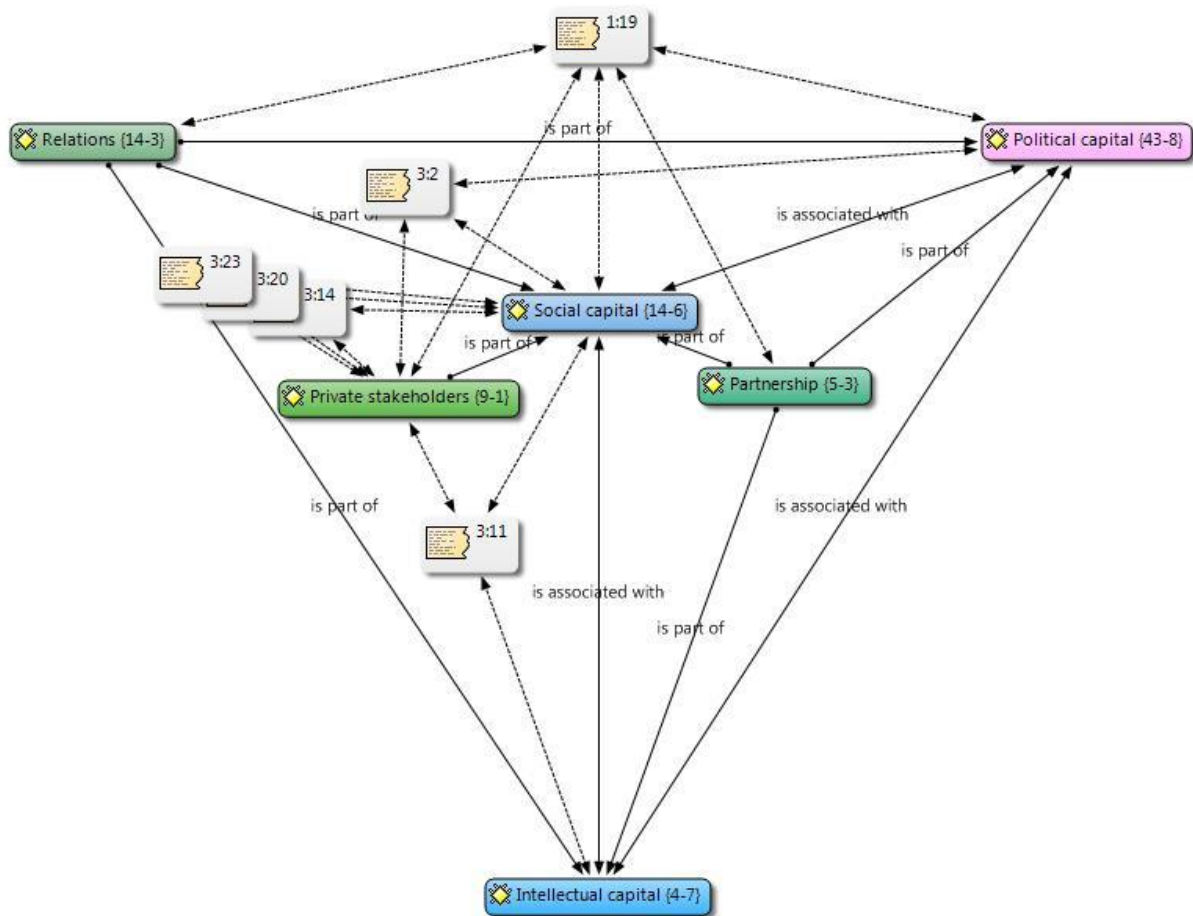 1:19
is part of
Relations {14-3}
Political capital {43-8}
3:2
is part of
is associated with
is part of
3:23
3:20
3:14
Social capital {14-6}
is part of
is part of
Private stakeholders {9-1}
Partnership {5-3}
is part of
is associated with
3:11
is associated with
is part of
Intellectual capital {4-7}